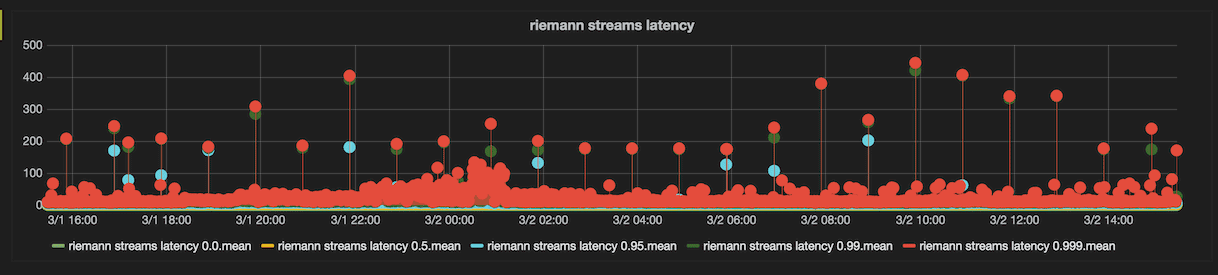 riemann streams latency
500
400
300
200
100
0
3/1 16:00 3/1 18:00 3/1 20:00 3/1 22:00 3/2 00:00 3/2 02:00 3/2 04:00 3/2 06:00 3/2 08:00 3/2 10:00 3/2 12:00 3/2 14:00
riemann streams latency 0.0.mean riemann streams latency 0.5.mean riemann streams latency 0.95.mean riemann streams latency 0.99.mean riemann streams latency 0.999.mean